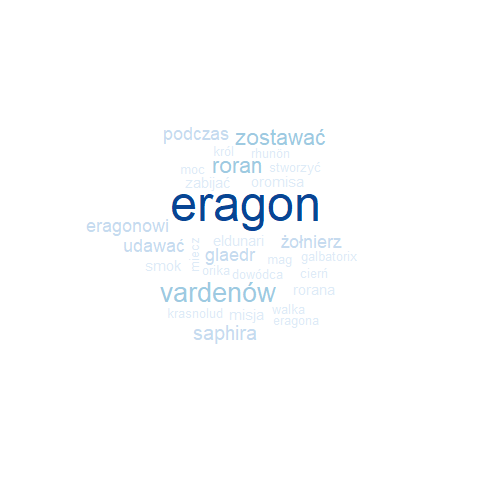 podczas zostawać
król rhunön
moc roran stworzyć
zabijać oromisa
eragon
eragonowi
udawać miecz eldunari żołnierz
glaedr galbatorix
smok orika mag
dowódca cień
vardenów rorana
krasnolud misja walka
eragona
saphira